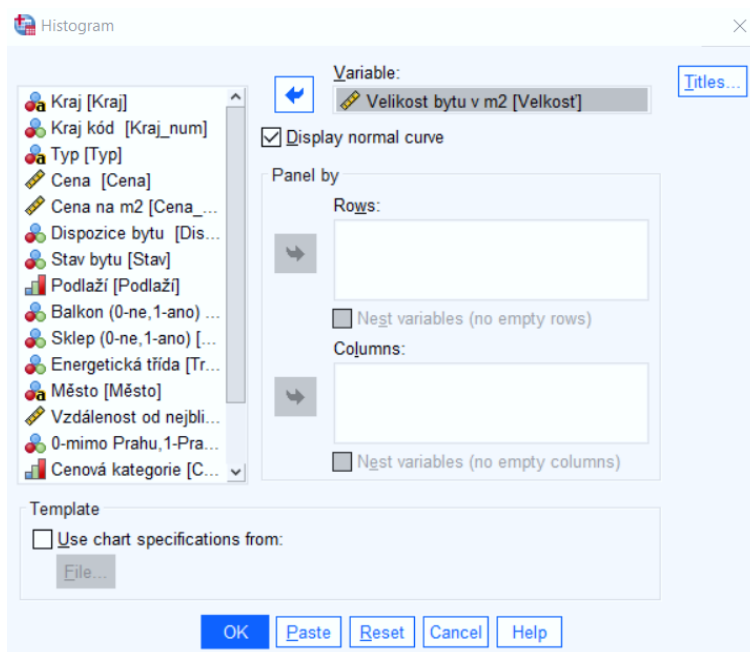 Histogram
Variable:
Titles...
Velikost bytu v m2 [Velkosť]
Kraj [Kraj]
Kraj kód [Kraj_num]
Typ [Typ]
Cena [Cena]
Cena na m2 [Cena_...
Dispozice bytu [Dis...
Stav bytu [Stav]
Podlaží [Podlaží]
Balkon (0-ne,1-ano) ...
Sklep (0-ne,1-ano) [...
Energetická třída [Tr...
Město [Město]
Vzdálenost od nejbli...
0-mimo Prahu,1-Pra...
Cenová kategorie [C...
Display normal curve
Panel by
Rows:
Nest variables (no empty rows)
Columns:
Nest variables (no empty columns)
Template
Use chart specifications from:
File...
OK Paste Reset Cancel Help